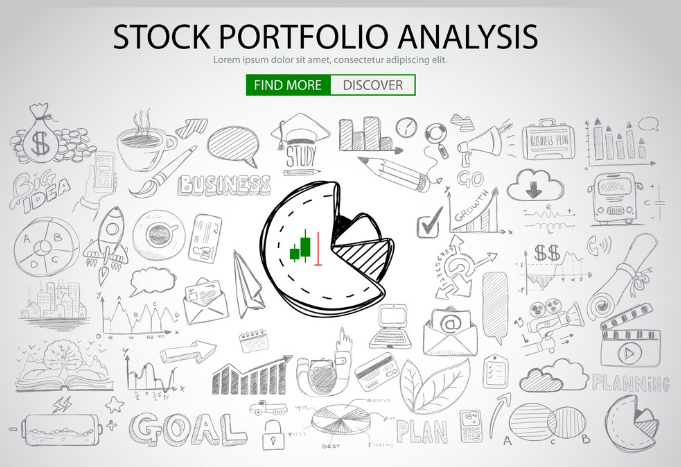 STOCK PORTFOLIO ANALYSIS
Lorem ipsum dolor sit amet, consectetur adipiscing elit.
FIND MORE
DISCOVER
$
STUDY
BUSINESS PLAN
BIG IDEA
BUSINESS
GO
GROWTH
A
B
C
D
$$
@
GOAL
BEST
PLAN
A
C
B
PLANNING